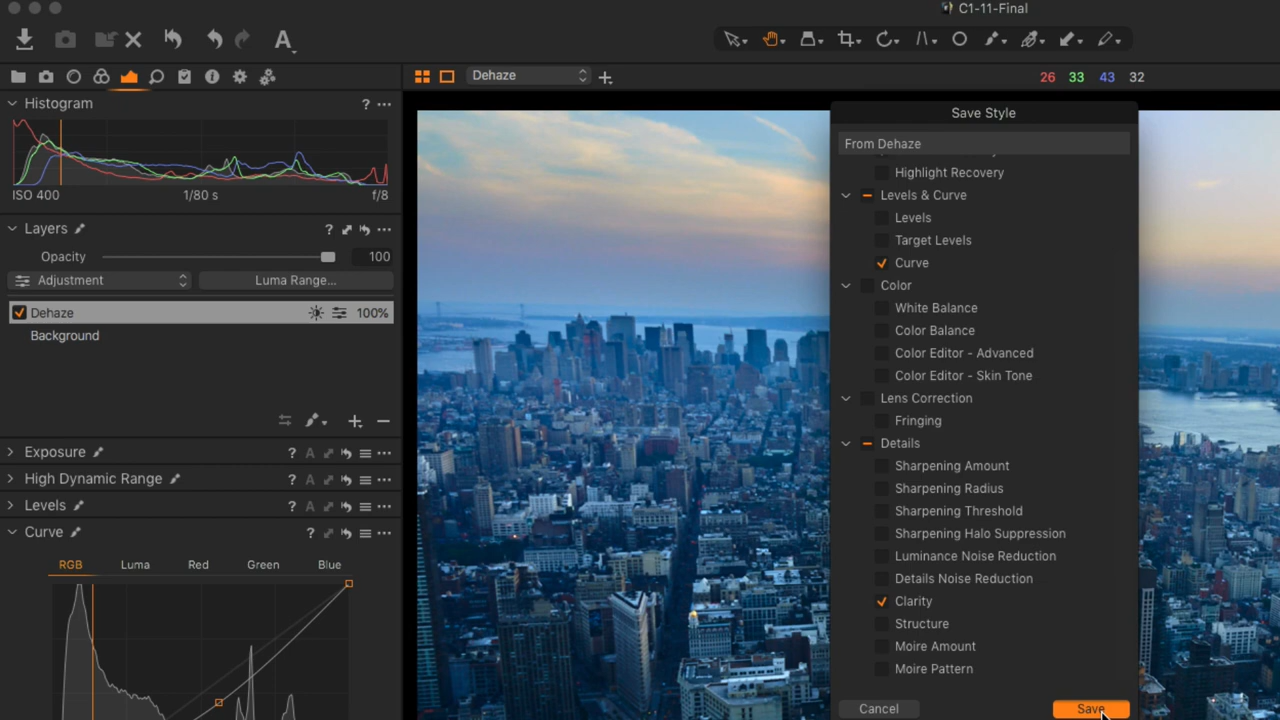 C1-11-Final
A
Dehaze
26 33 43 32
Histogram
?
ISO 400 1/80 s f/8
Layers
?
Opacity 100
Adjustment
Luma Range...
Dehaze 100%
Background
Exposure
? A
High Dynamic Range
? A
Levels
? A
Curve
?
RGB Luma Red Green Blue
Save Style
From Dehaze
Highlight Recovery
Levels & Curve
Levels
Target Levels
Curve
Color
White Balance
Color Balance
Color Editor - Advanced
Color Editor - Skin Tone
Lens Correction
Fringing
Details
Sharpening Amount
Sharpening Radius
Sharpening Threshold
Sharpening Halo Suppression
Luminance Noise Reduction
Details Noise Reduction
Clarity
Structure
Moire Amount
Moire Pattern
Cancel
Save